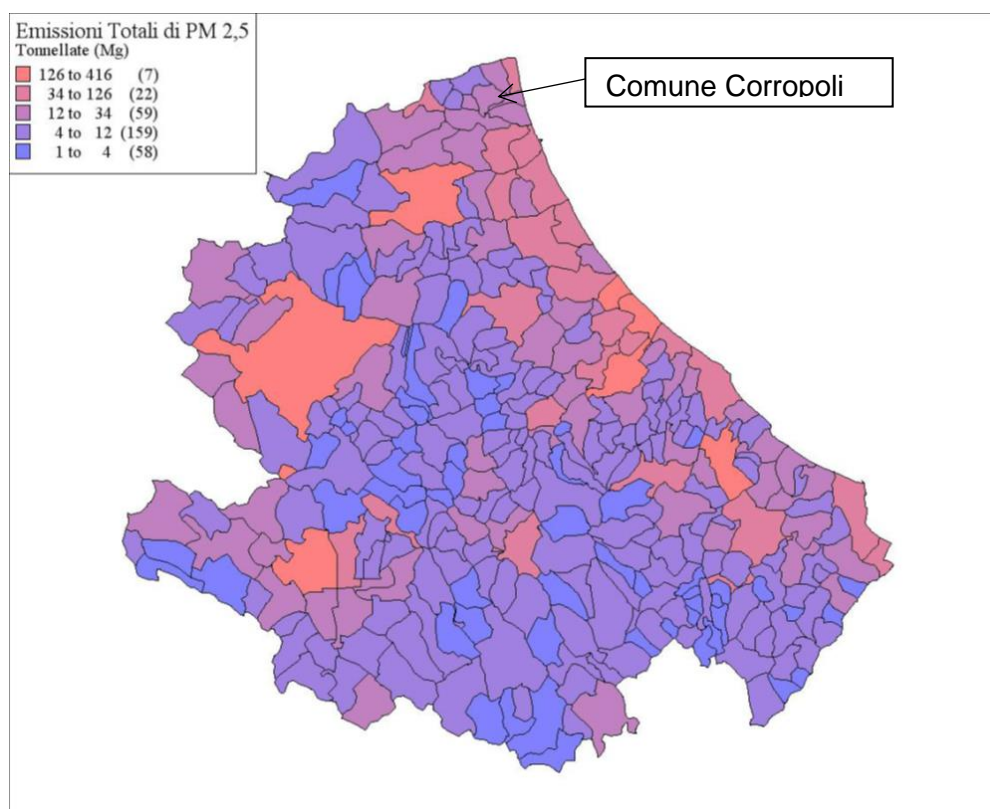 Emissioni Totali di PM 2,5
Tonnellate (Mg)
126 to 416 (7)
34 to 126 (22)
12 to 34 (59)
4 to 12 (159)
1 to 4 (58)
Comune Corropoli